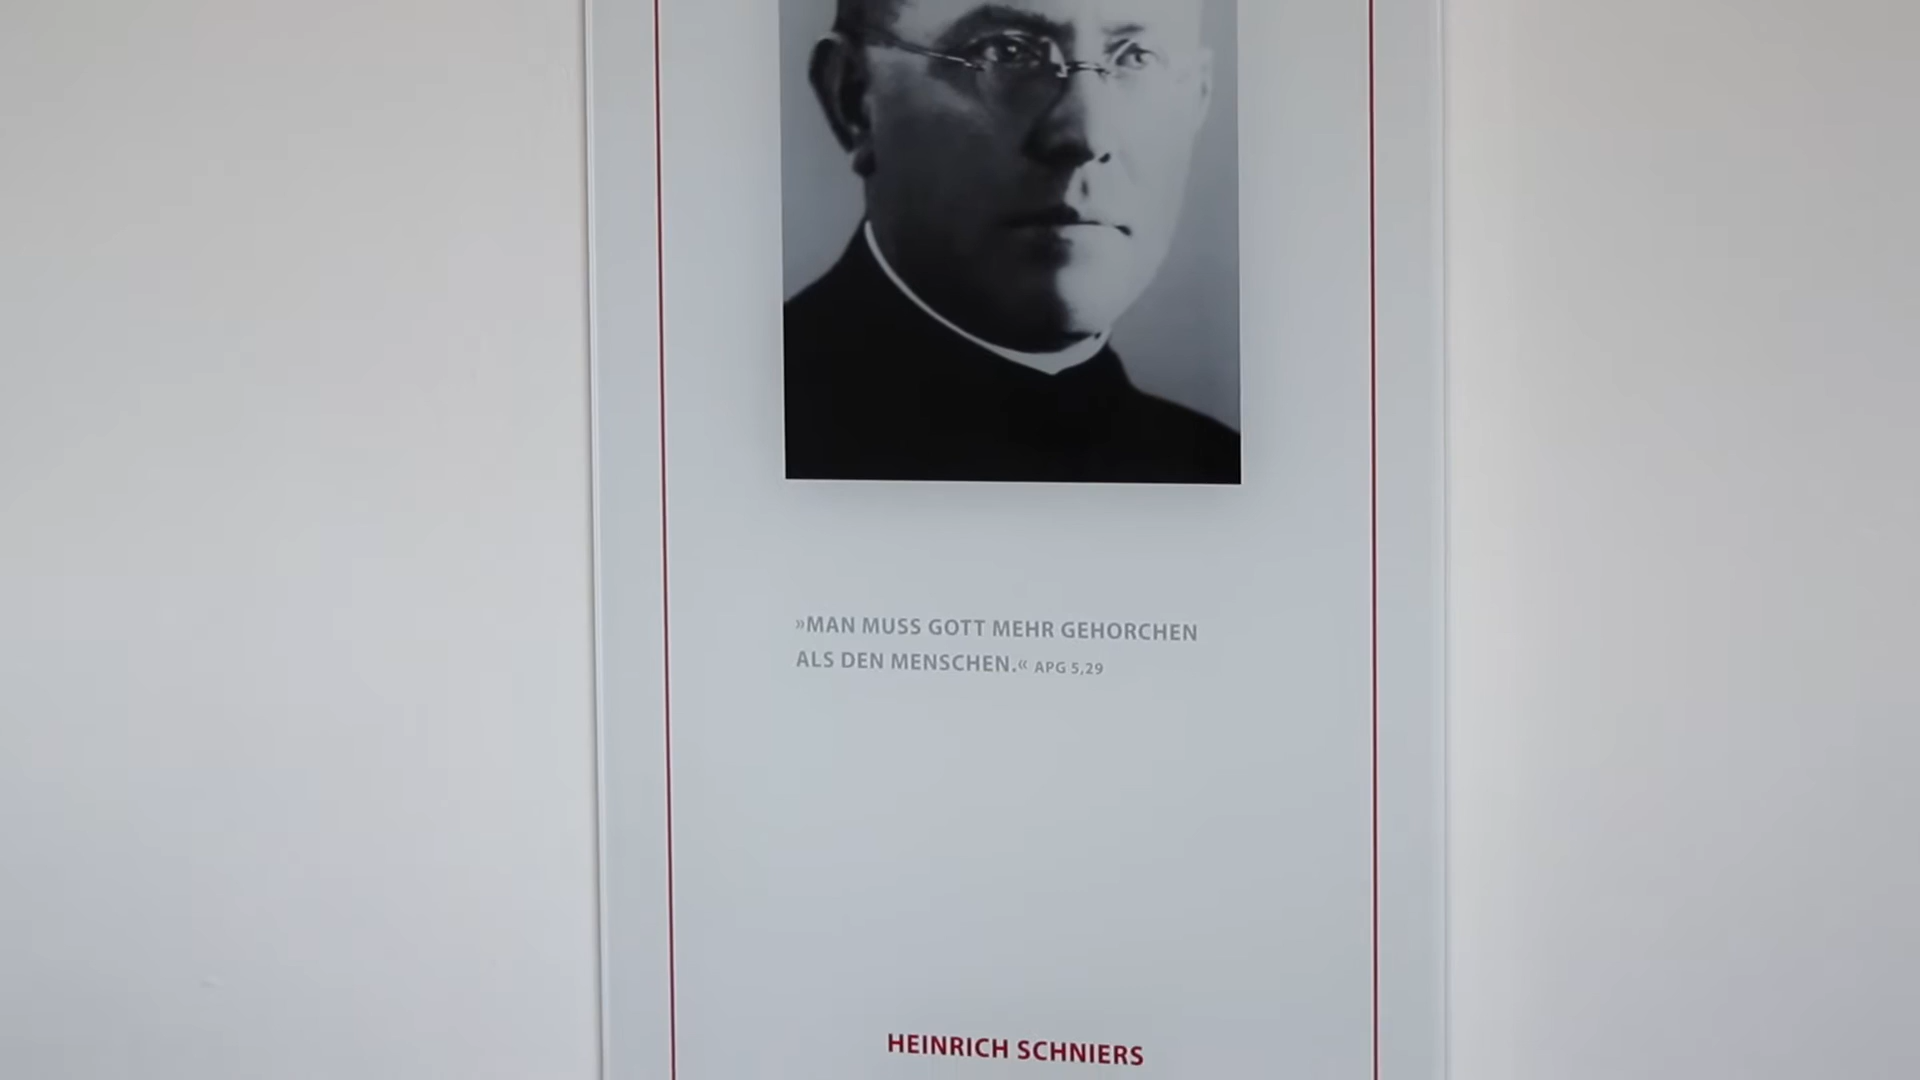 »MAN MUSS GOTT MEHR GEHORCHEN
ALS DEN MENSCHEN.« APG 5,29
HEINRICH SCHNIERS